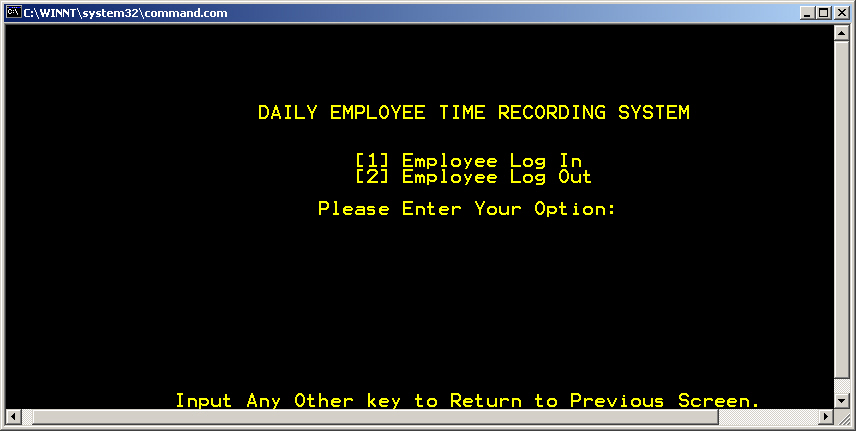 C:\WINNT\system32\command.com
DAILY EMPLOYEE TIME RECORDING SYSTEM
[1] Employee Log In
[2] Employee Log Out
Please Enter Your Option:
Input Any Other key to Return to Previous Screen.